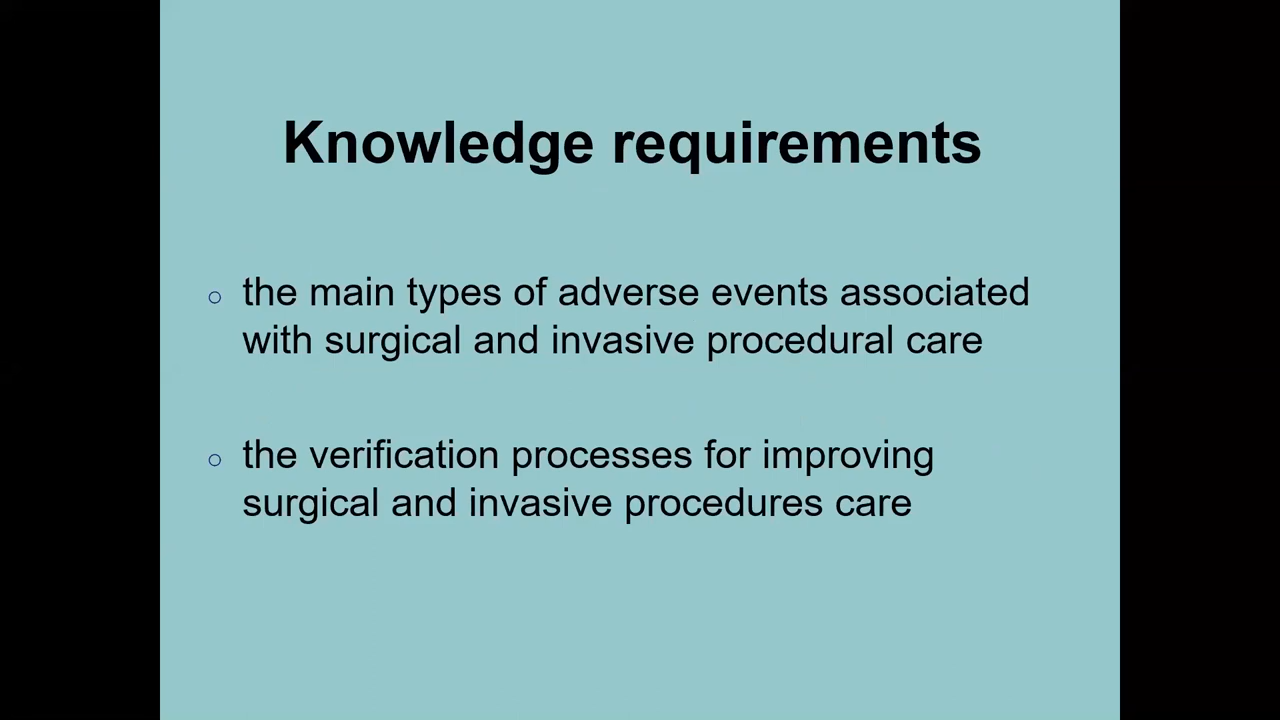 Knowledge requirements
the main types of adverse events associated
with surgical and invasive procedural care
the verification processes for improving
surgical and invasive procedures care